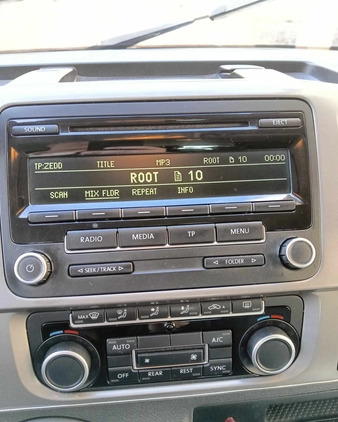 SOUND EJECT
TP:ZEDD TITLE MP3 ROOT 10 00:00
ROOT 10
SCAN MIX FLDR REPEAT INFO
RADIO MEDIA TP MENU
SEEK / TRACK FOLDER
MAX
AUTO A/C
OFF REAR REST SYNC